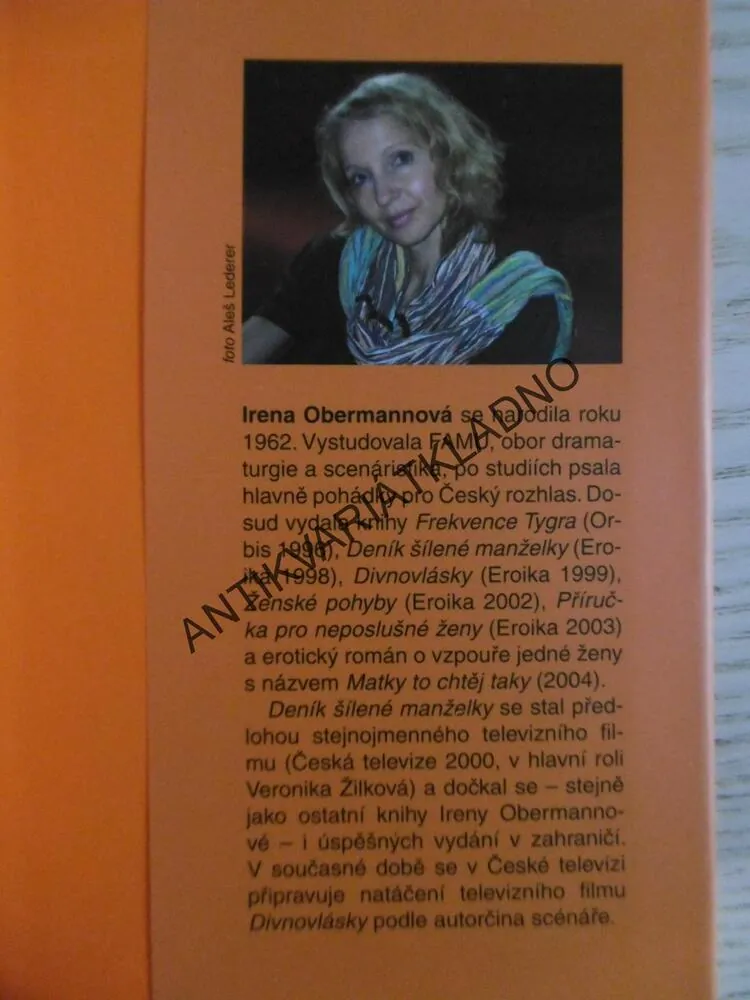 foto Aleš Lederer
Irena Obermannová se narodila roku
1962. Vystudovala FAMU, obor drama-
turgie a scenáristika, po studiích psala
hlavně pohádky pro Český rozhlas. Do-
sud vydala knihy Frekvence Tygra (Or-
bis 1996), Deník šílené manželky (Ero-
ika 1998), Divnovlásky (Eroika 1999),
Ženské pohyby (Eroika 2002), Příruč-
ka pro neposlušné ženy (Eroika 2003)
a erotický román o vzpouře jedné ženy
s názvem Matky to chtěj taky (2004).
Deník šílené manželky se stal před-
lohou stejnojmenného televizního fil-
mu (Česká televize 2000, v hlavní roli
Veronika Žilková) a dočkal se – stejně
jako ostatní knihy Ireny Obermanno-
vé – i úspěšných vydání v zahraničí.
V současné době se v České televizi
připravuje natáčení televizního filmu
Divnovlásky podle autorčina scénáře.
ANTIKVARIÁTKLADNO